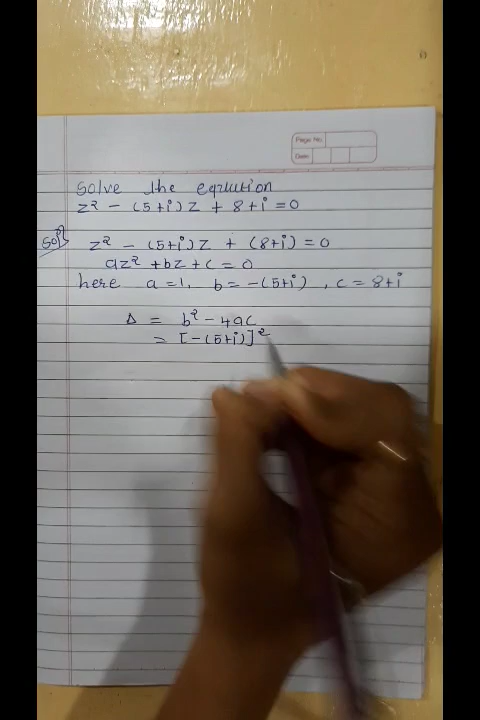 Page No.
Date
Solve the equation
z² - (5+i)z + 8+i = 0
Solⁿ z² - (5+i)z + (8+i) = 0
az² + bz + c = 0
here a = 1, b = -(5+i), c = 8+i
Δ = b² - 4ac
= [-(5+i)]²